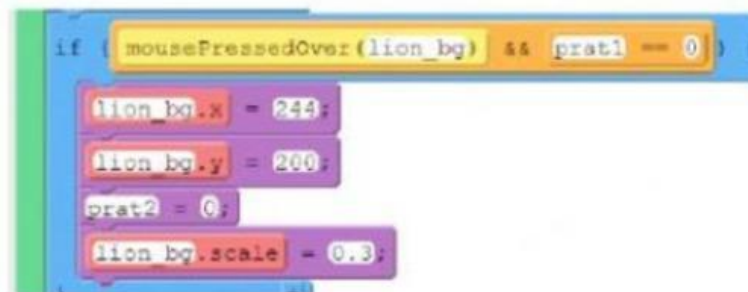 if ( mousePressedOver(lion_bg) && prat1 == 0 )
lion_bg.x = 244;
lion_bg.y = 200;
prat2 = 0;
lion_bg.scale = 0.3;